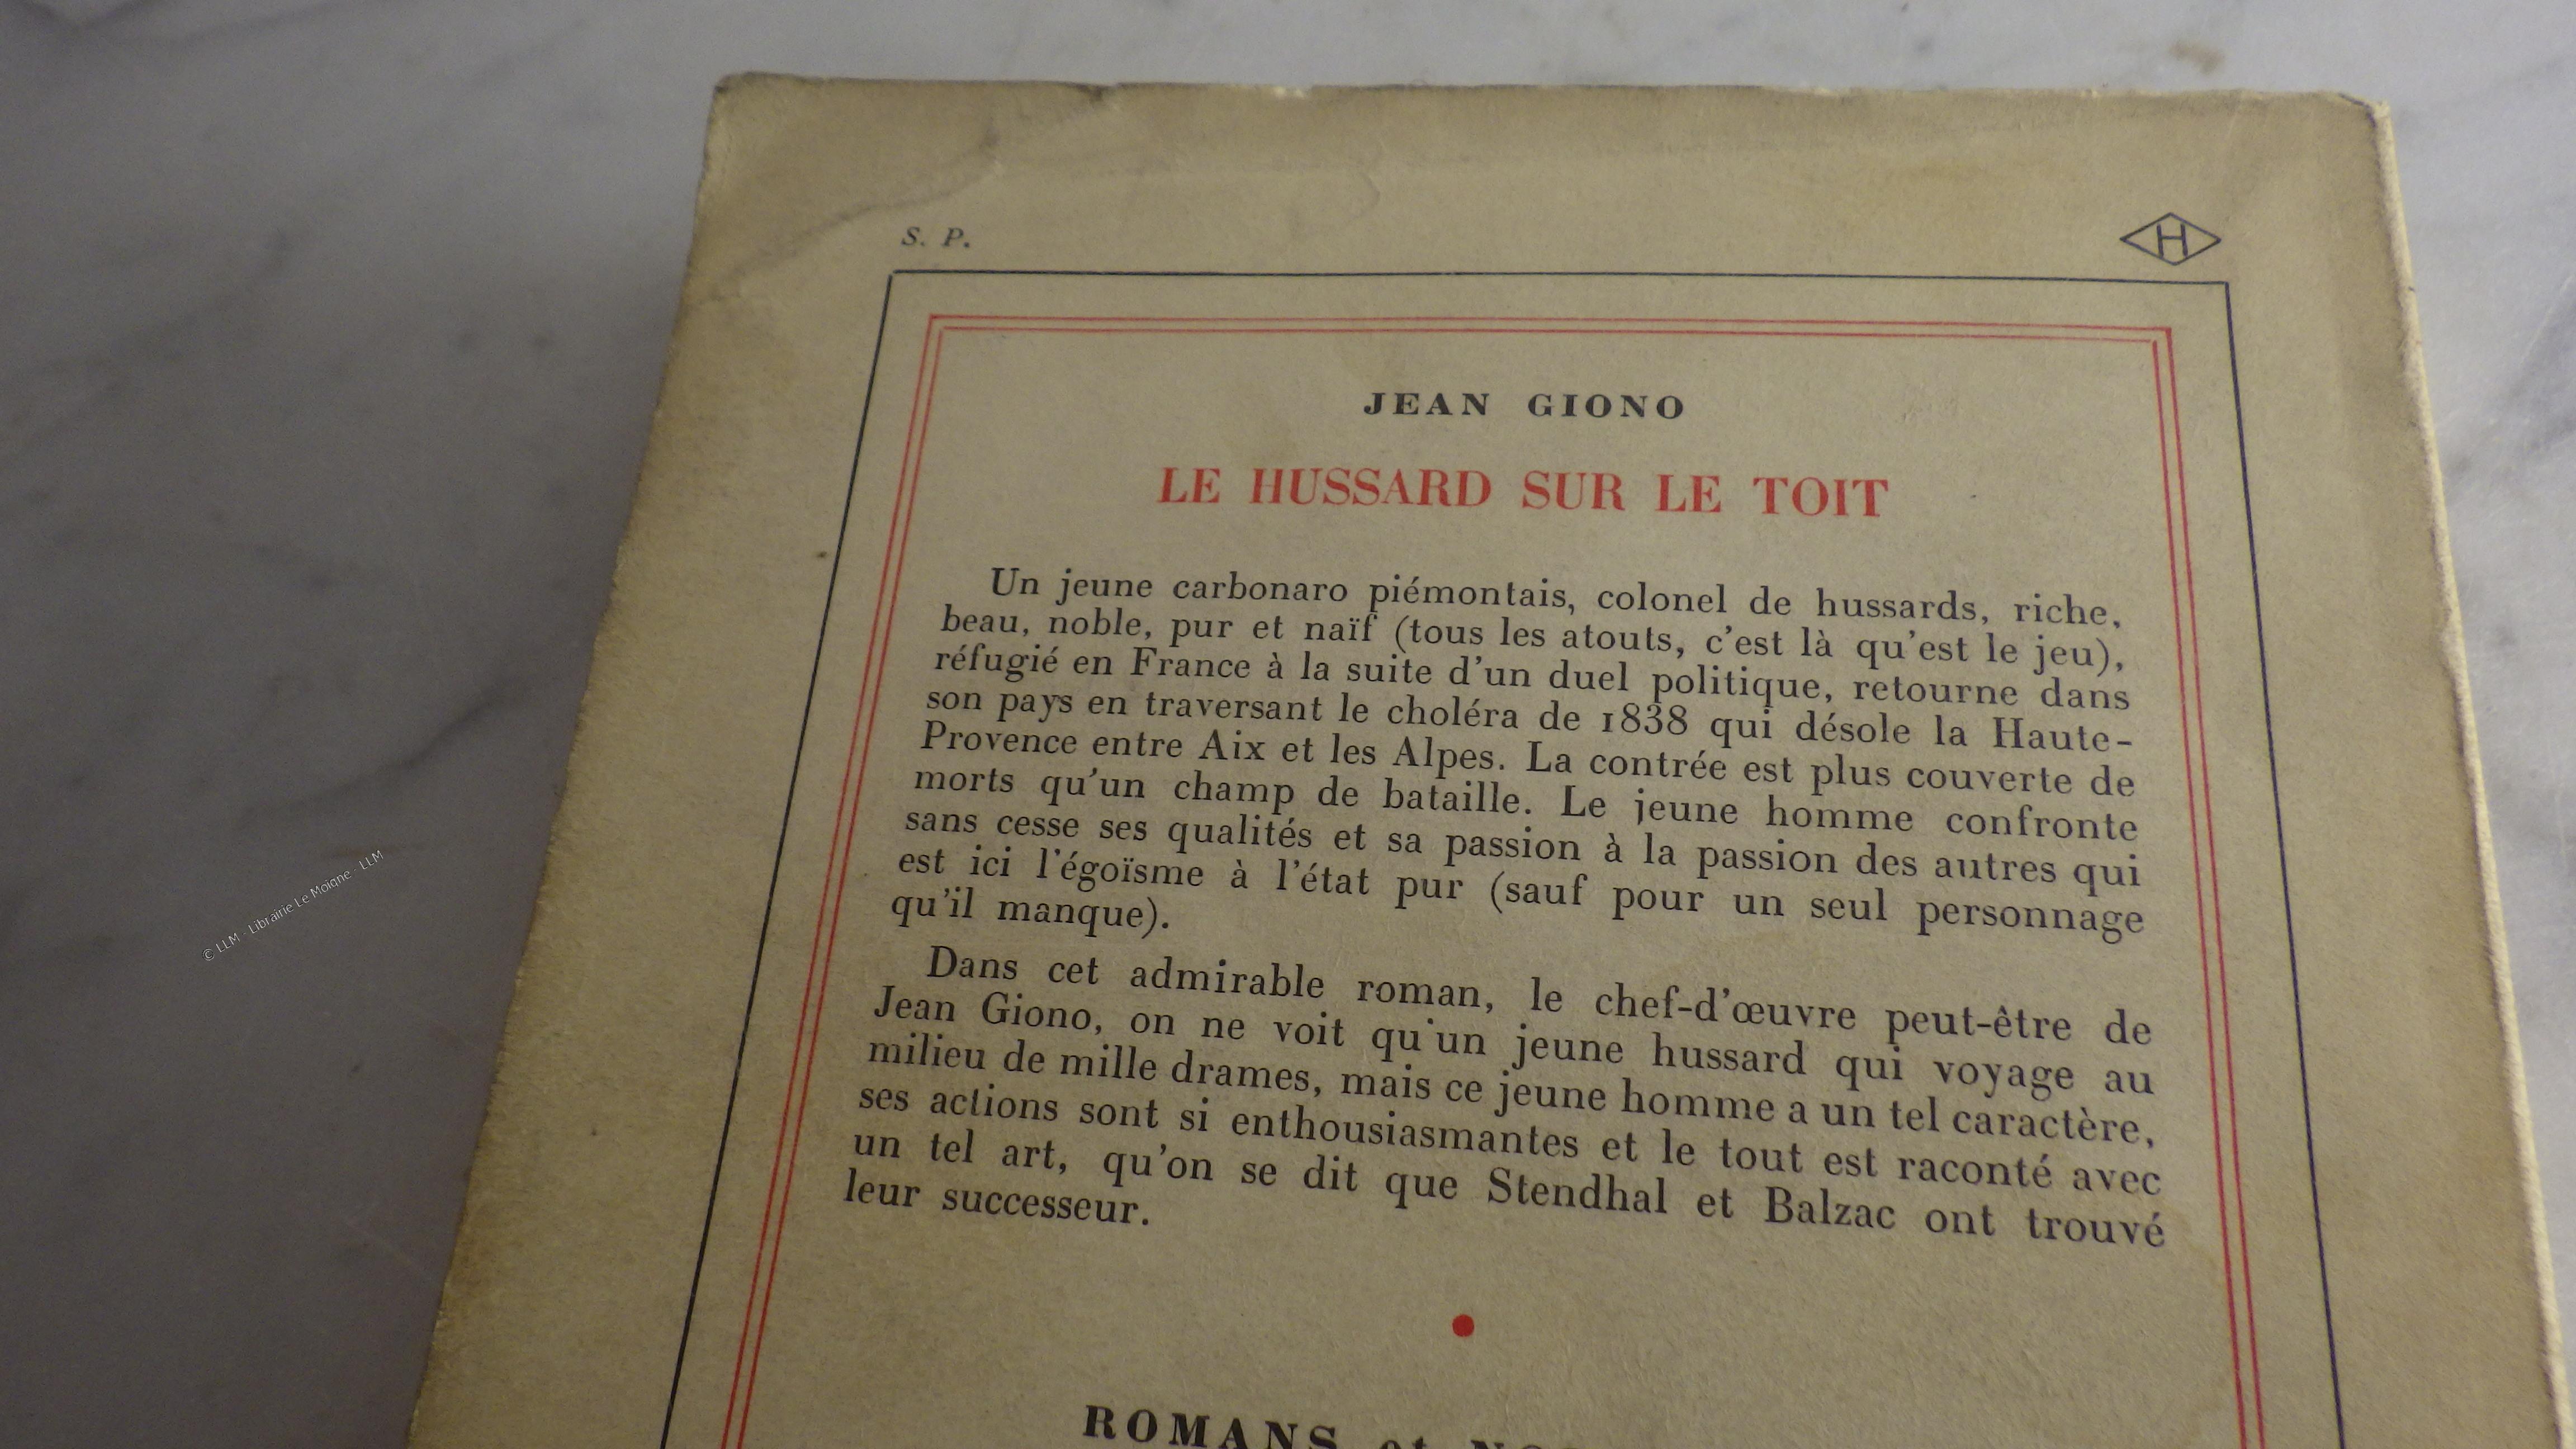 S. P.
H
JEAN GIONO
LE HUSSARD SUR LE TOIT
Un jeune carbonaro piémontais, colonel de hussards, riche,
beau, noble, pur et naïf (tous les atouts, c'est là qu'est le jeu),
réfugié en France à la suite d'un duel politique, retourne dans
son pays en traversant le choléra de 1838 qui désole la Haute-
Provence entre Aix et les Alpes. La contrée est plus couverte de
morts qu'un champ de bataille. Le jeune homme confronte
sans cesse ses qualités et sa passion à la passion des autres qui
est ici l'égoïsme à l'état pur (sauf pour un seul personnage
qu'il manque).
Dans cet admirable roman, le chef-d'œuvre peut-être de
Jean Giono, on ne voit qu'un jeune hussard qui voyage au
milieu de mille drames, mais ce jeune homme a un tel caractère,
ses actions sont si enthousiasmantes et le tout est raconté avec
un tel art, qu'on se dit que Stendhal et Balzac ont trouvé
leur successeur.
ROMANS et
© LLM - Librairie Le Moigne - LLM